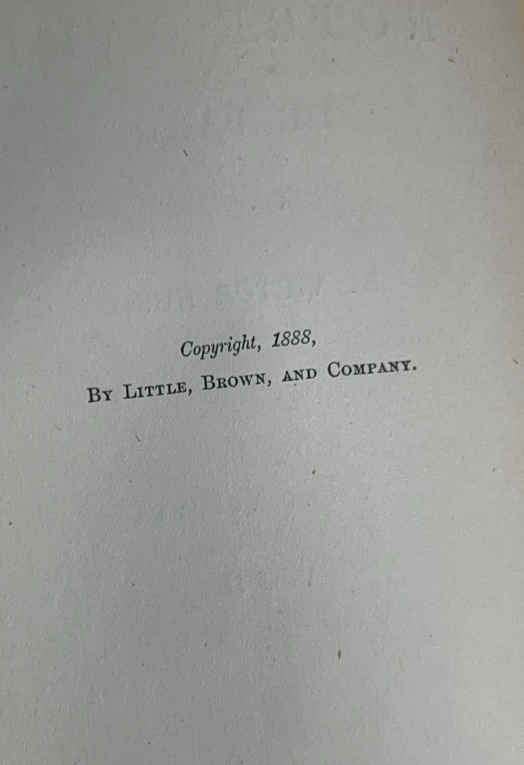 Copyright, 1888,
By Little, Brown, and Company.